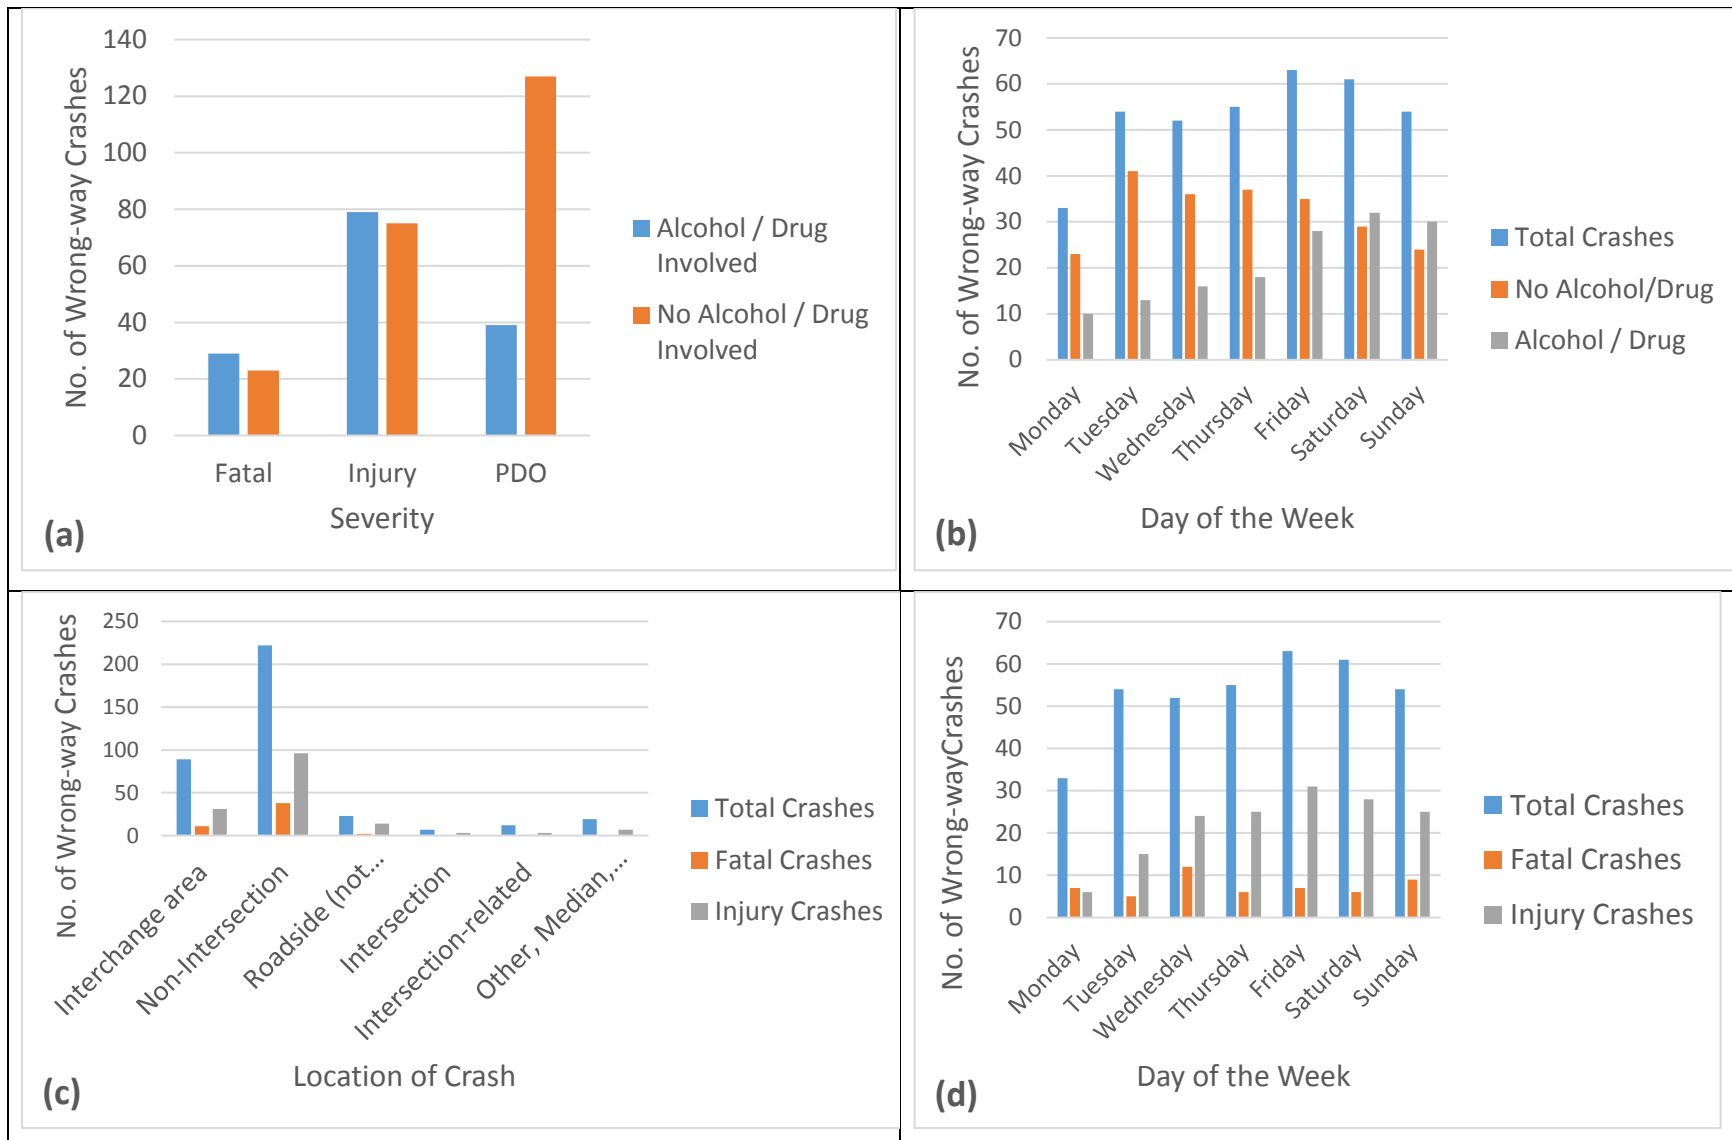 140
120
100
80
60
40
20
0
No. of Wrong-way Crashes
Fatal
Injury
PDO
Severity
Alcohol / Drug
Involved
No Alcohol / Drug
Involved
(a)
70
60
50
40
30
20
10
0
No. of Wrong-way Crashes
Monday
Tuesday
Wednesday
Thursday
Friday
Saturday
Sunday
Day of the Week
Total Crashes
No Alcohol/Drug
Alcohol / Drug
(b)
250
200
150
100
50
0
No. of Wrong-way Crashes
Interchange area
Non-Intersection
Roadside (not...
Intersection
Intersection-related
Other, Median,...
Location of Crash
Total Crashes
Fatal Crashes
Injury Crashes
(c)
70
60
50
40
30
20
10
0
No. of Wrong-wayCrashes
Monday
Tuesday
Wednesday
Thursday
Friday
Saturday
Sunday
Day of the Week
Total Crashes
Fatal Crashes
Injury Crashes
(d)